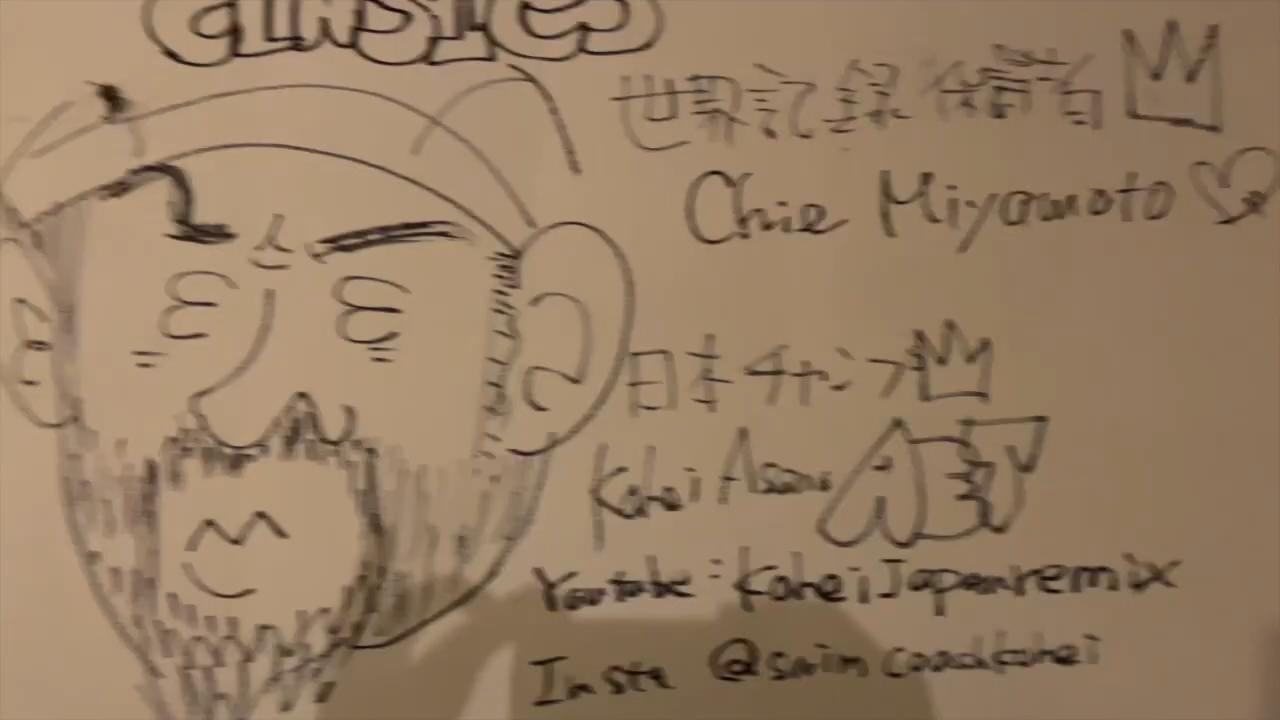 CLASSICS
世界記録保持者
Chie Miyamoto
日本チャンプ
Kohei Asano
Youtube: KoheiJapanremix
Insta @swimcoachkohei